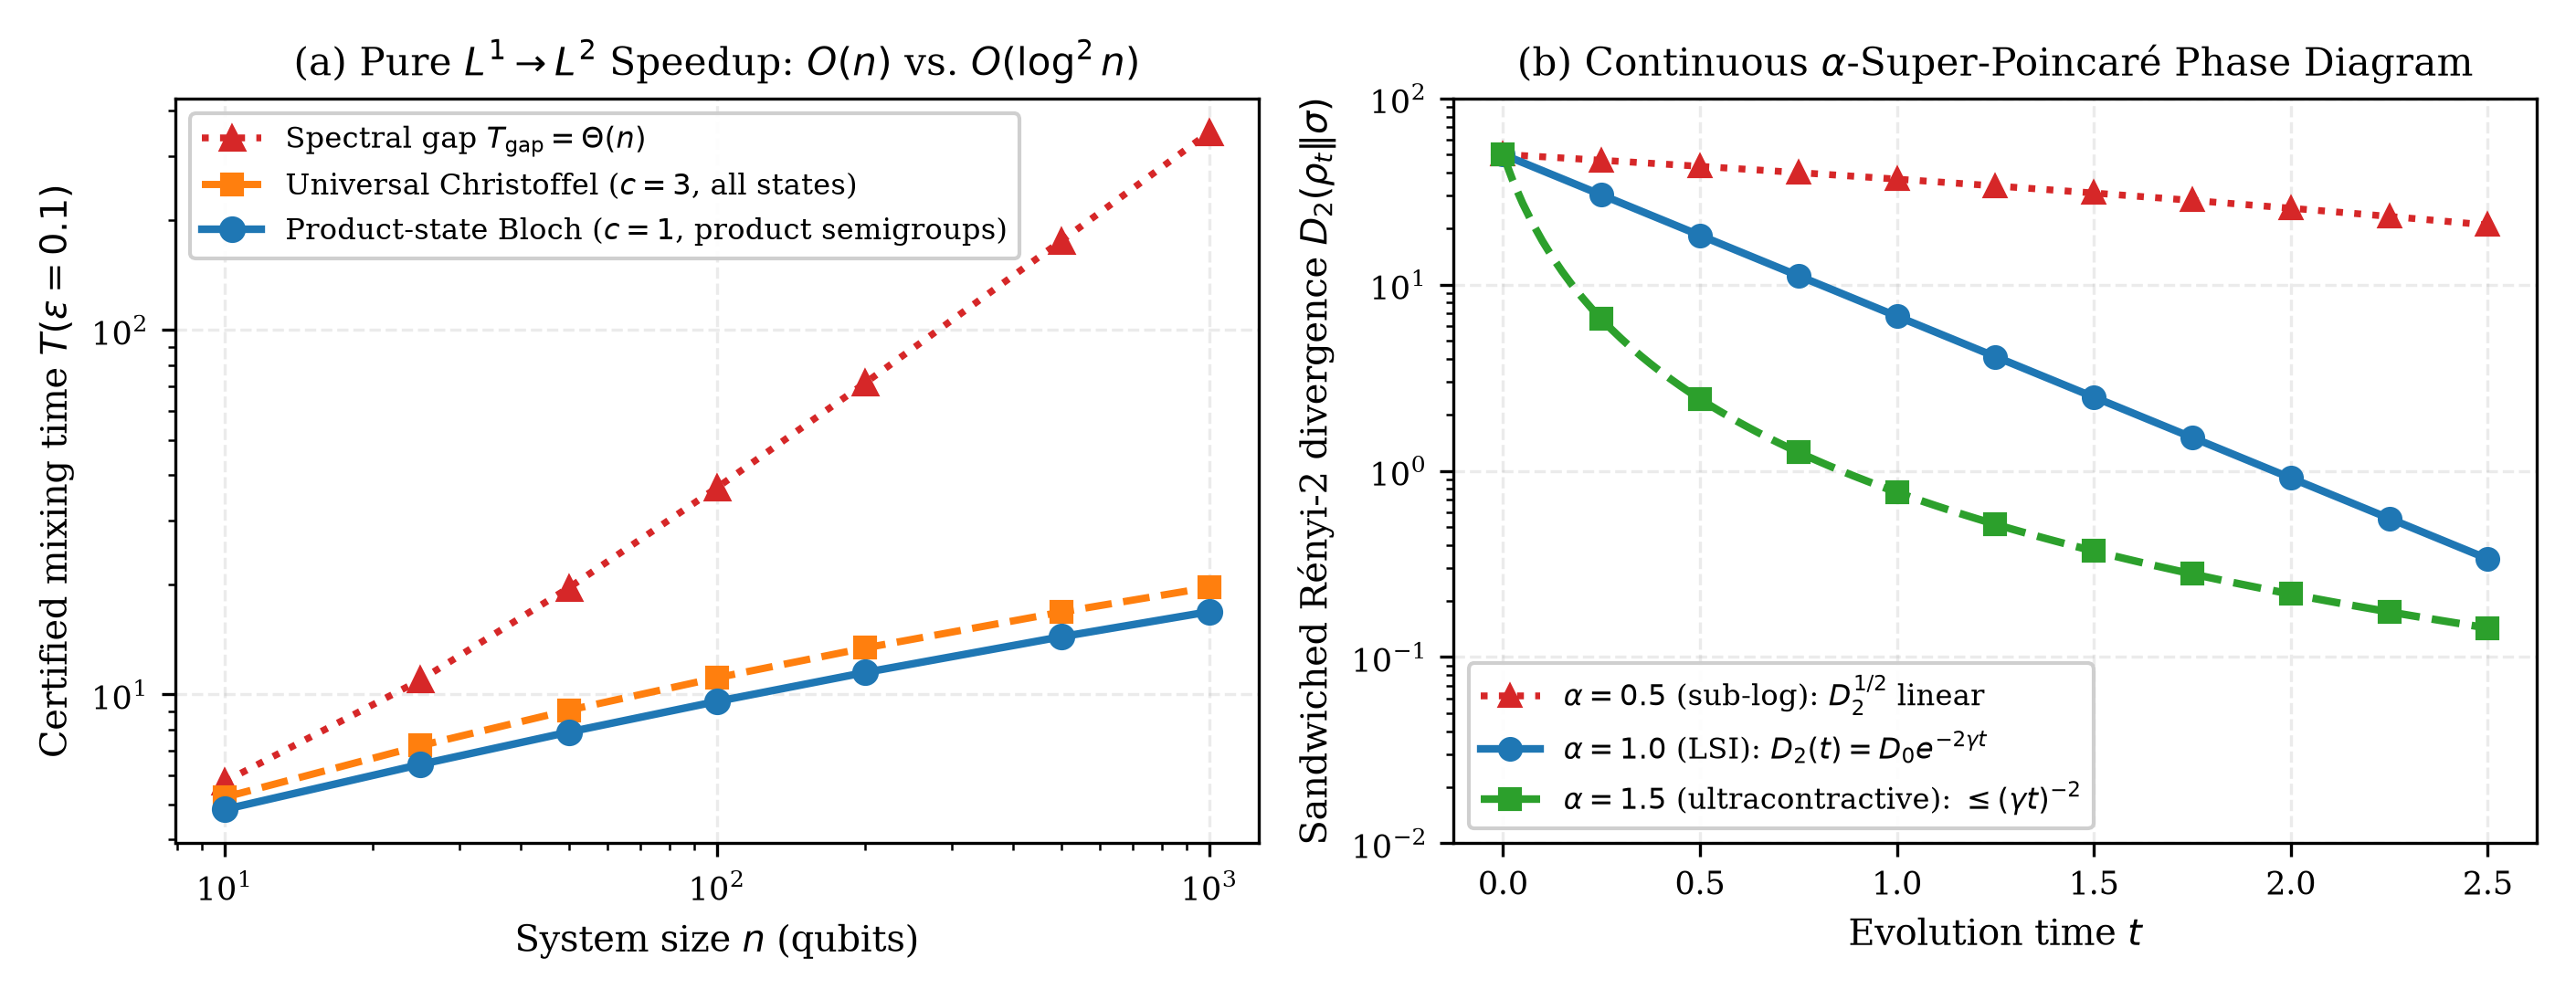 (a) Pure L¹ → L² Speedup: O(n) vs. O(log² n)
Certified mixing time T(ε = 0.1)
10²
10¹
Spectral gap T_gap = Θ(n)
Universal Christoffel (c = 3, all states)
Product-state Bloch (c = 1, product semigroups)
10¹ 10² 10³
System size n (qubits)
(b) Continuous α-Super-Poincaré Phase Diagram
Sandwiched Rényi-2 divergence D₂(ρₜ‖σ)
10²
10¹
10⁰
10⁻¹
10⁻²
α = 0.5 (sub-log): D₂^{1/2} linear
α = 1.0 (LSI): D₂(t) = D₀e^{−2γt}
α = 1.5 (ultracontractive): ≤ (γt)⁻²
0.0 0.5 1.0 1.5 2.0 2.5
Evolution time t